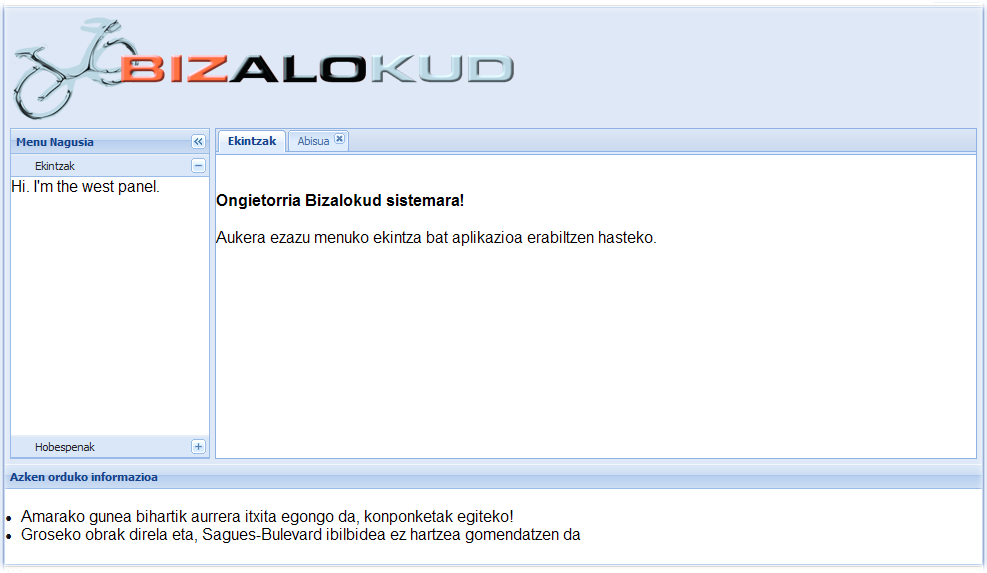 BIZALOKUD
Menu Nagusia
Ekintzak
Hi. I'm the west panel.
Hobespenak
Ekintzak
Abisua
Ongietorria Bizalokud sistemara!
Aukera ezazu menuko ekintza bat aplikazioa erabiltzen hasteko.
Azken orduko informazioa
Amarako gunea bihartik aurrera itxita egongo da, konponketak egiteko!
Groseko obrak direla eta, Sagues-Bulevard ibilbidea ez hartzea gomendatzen da